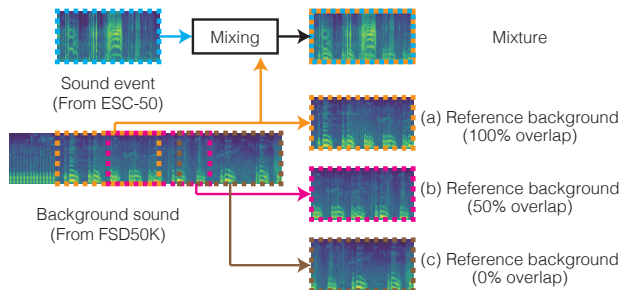 Mixing
Mixture
Sound event
(From ESC-50)
(a) Reference background
(100% overlap)
(b) Reference background
(50% overlap)
Background sound
(From FSD50K)
(c) Reference background
(0% overlap)